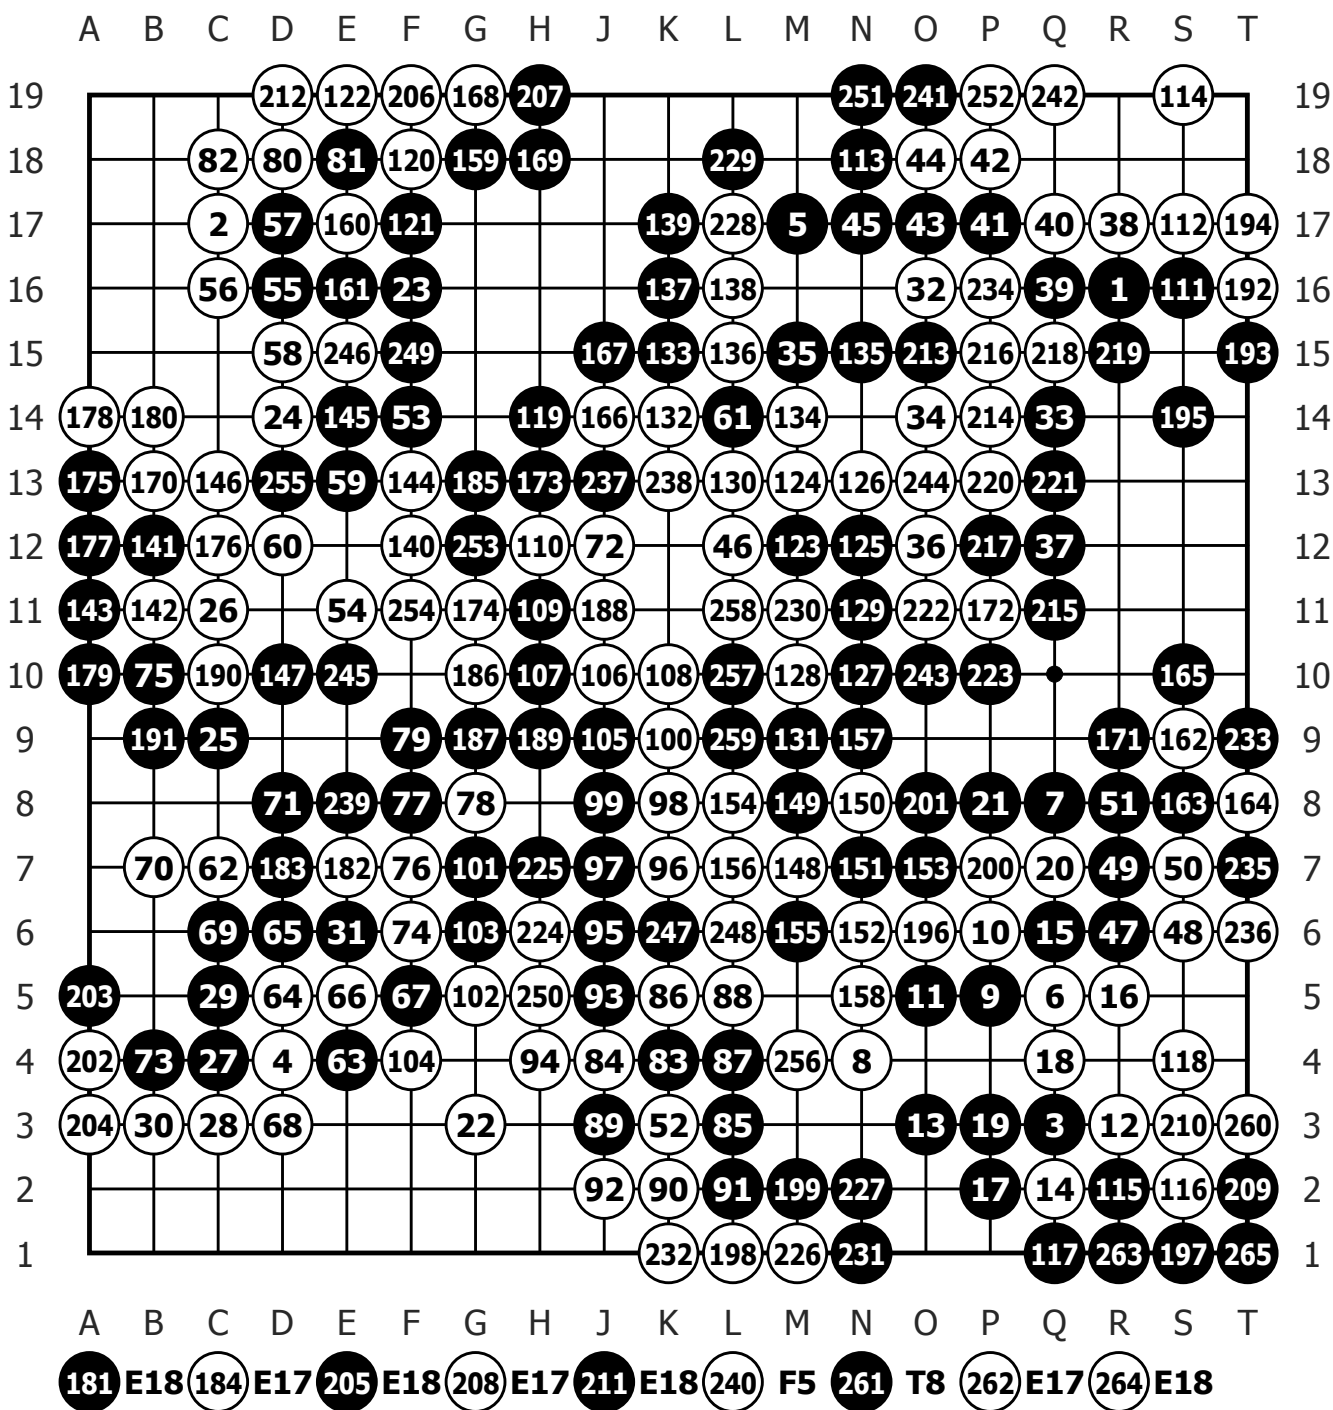 A B C D E F G H J K L M N O P Q R S T
19 212 122 206 168 207 251 241 252 242 114 19
18 82 80 81 120 159 169 229 113 44 42 18
17 2 57 160 121 139 228 5 45 43 41 40 38 112 194 17
16 56 55 161 23 137 138 32 234 39 1 111 192 16
15 58 246 249 167 133 136 35 135 213 216 218 219 193 15
14 178 180 24 145 53 119 166 132 61 134 34 214 33 195 14
13 175 170 146 255 59 144 185 173 237 238 130 124 126 244 220 221 13
12 177 141 176 60 140 253 110 72 46 123 125 36 217 37 12
11 143 142 26 54 254 174 109 188 258 230 129 222 172 215 11
10 179 75 190 147 245 186 107 106 108 257 128 127 243 223 165 10
9 191 25 79 187 189 105 100 259 131 157 171 162 233 9
8 71 239 77 78 99 98 154 149 150 201 21 7 51 163 164 8
7 70 62 183 182 76 101 225 97 96 156 148 151 153 200 20 49 50 235 7
6 69 65 31 74 103 224 95 247 248 155 152 196 10 15 47 48 236 6
5 203 29 64 66 67 102 250 93 86 88 158 11 9 6 16 5
4 202 73 27 4 63 104 94 84 83 87 256 8 18 118 4
3 204 30 28 68 22 89 52 85 13 19 3 12 210 260 3
2 92 90 91 199 227 17 14 115 116 209 2
1 232 198 226 231 117 263 197 265 1
A B C D E F G H J K L M N O P Q R S T
181 E18 184 E17 205 E18 208 E17 211 E18 240 F5 261 T8 262 E17 264 E18